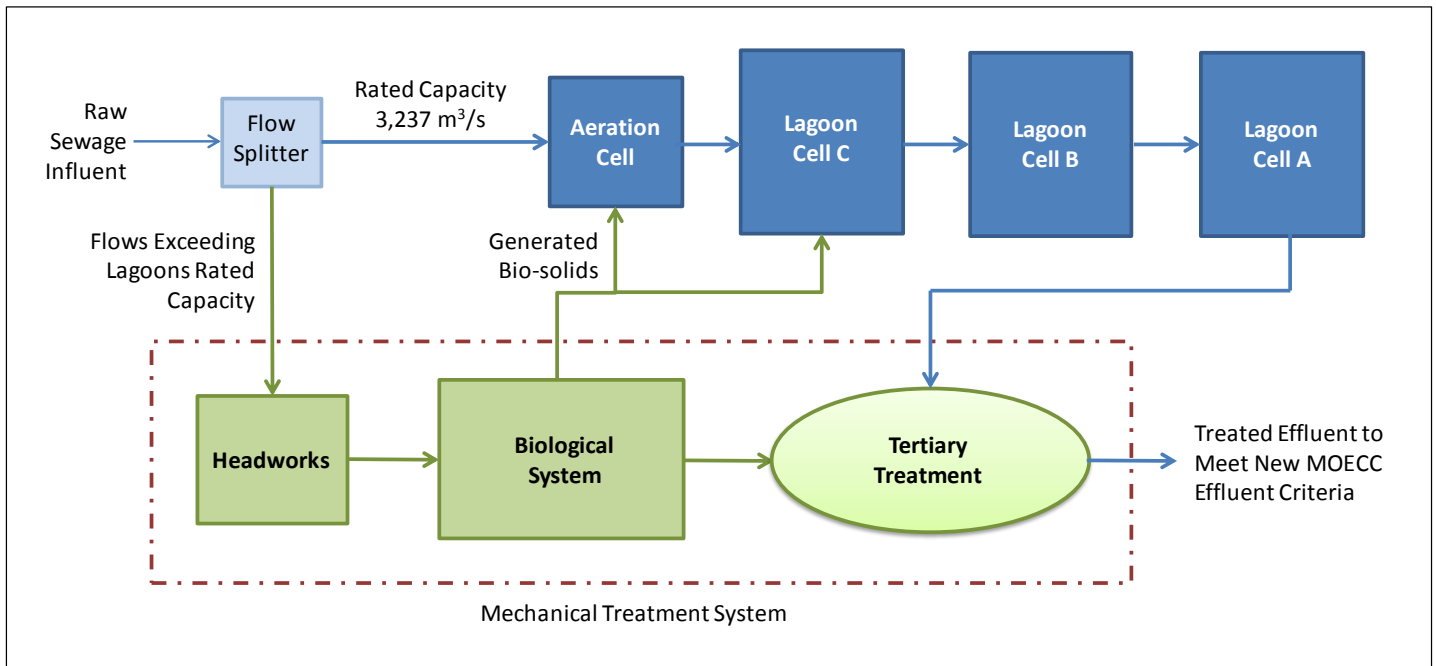 Raw
Sewage
Influent
Flow
Splitter
Rated Capacity
3,237 m³/s
Aeration
Cell
Lagoon
Cell C
Lagoon
Cell B
Lagoon
Cell A
Flows Exceeding
Lagoons Rated
Capacity
Generated
Bio-solids
Headworks
Biological
System
Tertiary
Treatment
Treated Effluent to
Meet New MOECC
Effluent Criteria
Mechanical Treatment System